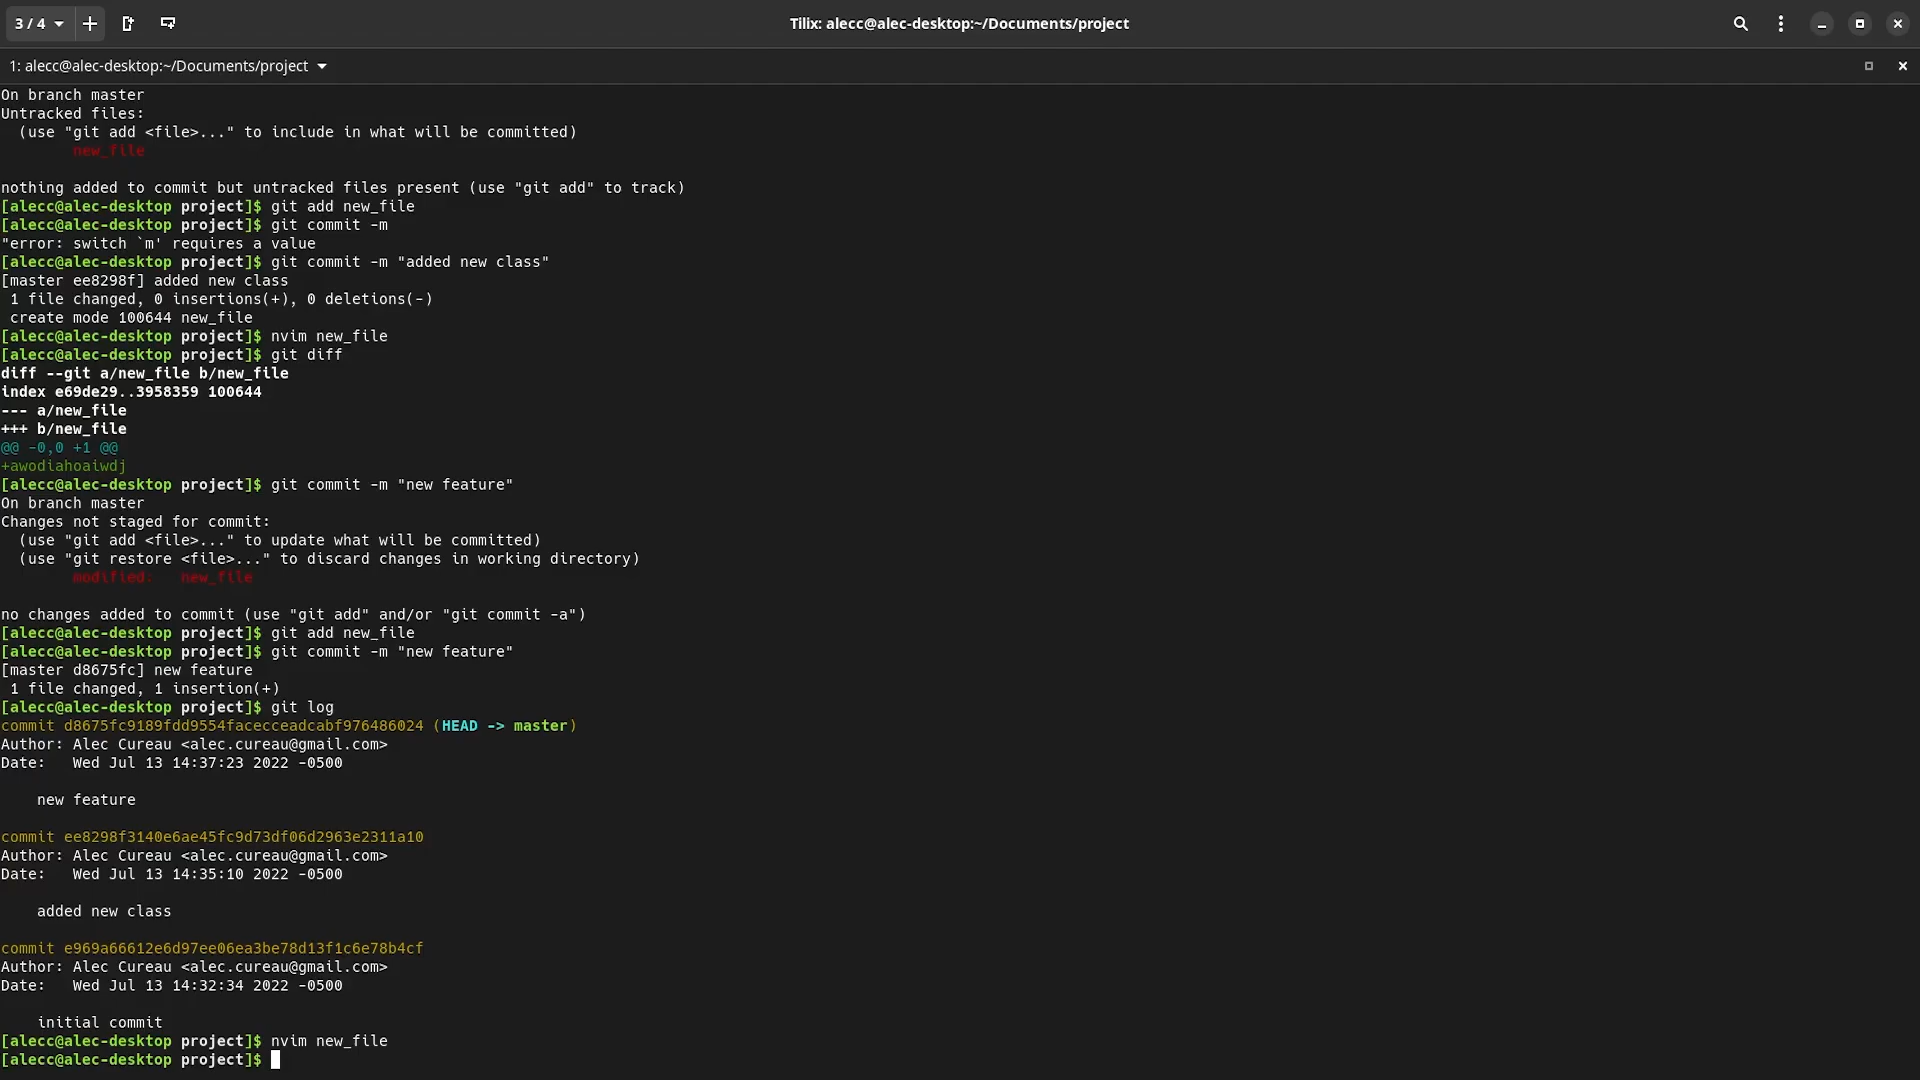 3 / 4
Tilix: alecc@alec-desktop:~/Documents/project
1: alecc@alec-desktop:~/Documents/project
On branch master
Untracked files:
  (use "git add <file>..." to include in what will be committed)
        new_file

nothing added to commit but untracked files present (use "git add" to track)
[alecc@alec-desktop project]$ git add new_file
[alecc@alec-desktop project]$ git commit -m
"error: switch `m' requires a value
[alecc@alec-desktop project]$ git commit -m "added new class"
[master ee8298f] added new class
 1 file changed, 0 insertions(+), 0 deletions(-)
 create mode 100644 new_file
[alecc@alec-desktop project]$ nvim new_file
[alecc@alec-desktop project]$ git diff
diff --git a/new_file b/new_file
index e69de29..3958359 100644
--- a/new_file
+++ b/new_file
@@ -0,0 +1 @@
+awodiahoaiwdj
[alecc@alec-desktop project]$ git commit -m "new feature"
On branch master
Changes not staged for commit:
  (use "git add <file>..." to update what will be committed)
  (use "git restore <file>..." to discard changes in working directory)
        modified:   new_file

no changes added to commit (use "git add" and/or "git commit -a")
[alecc@alec-desktop project]$ git add new_file
[alecc@alec-desktop project]$ git commit -m "new feature"
[master d8675fc] new feature
 1 file changed, 1 insertion(+)
[alecc@alec-desktop project]$ git log
commit d8675fc9189fdd9554facecceadcabf976486024 (HEAD -> master)
Author: Alec Cureau <alec.cureau@gmail.com>
Date:   Wed Jul 13 14:37:23 2022 -0500

    new feature

commit ee8298f3140e6ae45fc9d73df06d2963e2311a10
Author: Alec Cureau <alec.cureau@gmail.com>
Date:   Wed Jul 13 14:35:10 2022 -0500

    added new class

commit e969a66612e6d97ee06ea3be78d13f1c6e78b4cf
Author: Alec Cureau <alec.cureau@gmail.com>
Date:   Wed Jul 13 14:32:34 2022 -0500

    initial commit
[alecc@alec-desktop project]$ nvim new_file
[alecc@alec-desktop project]$